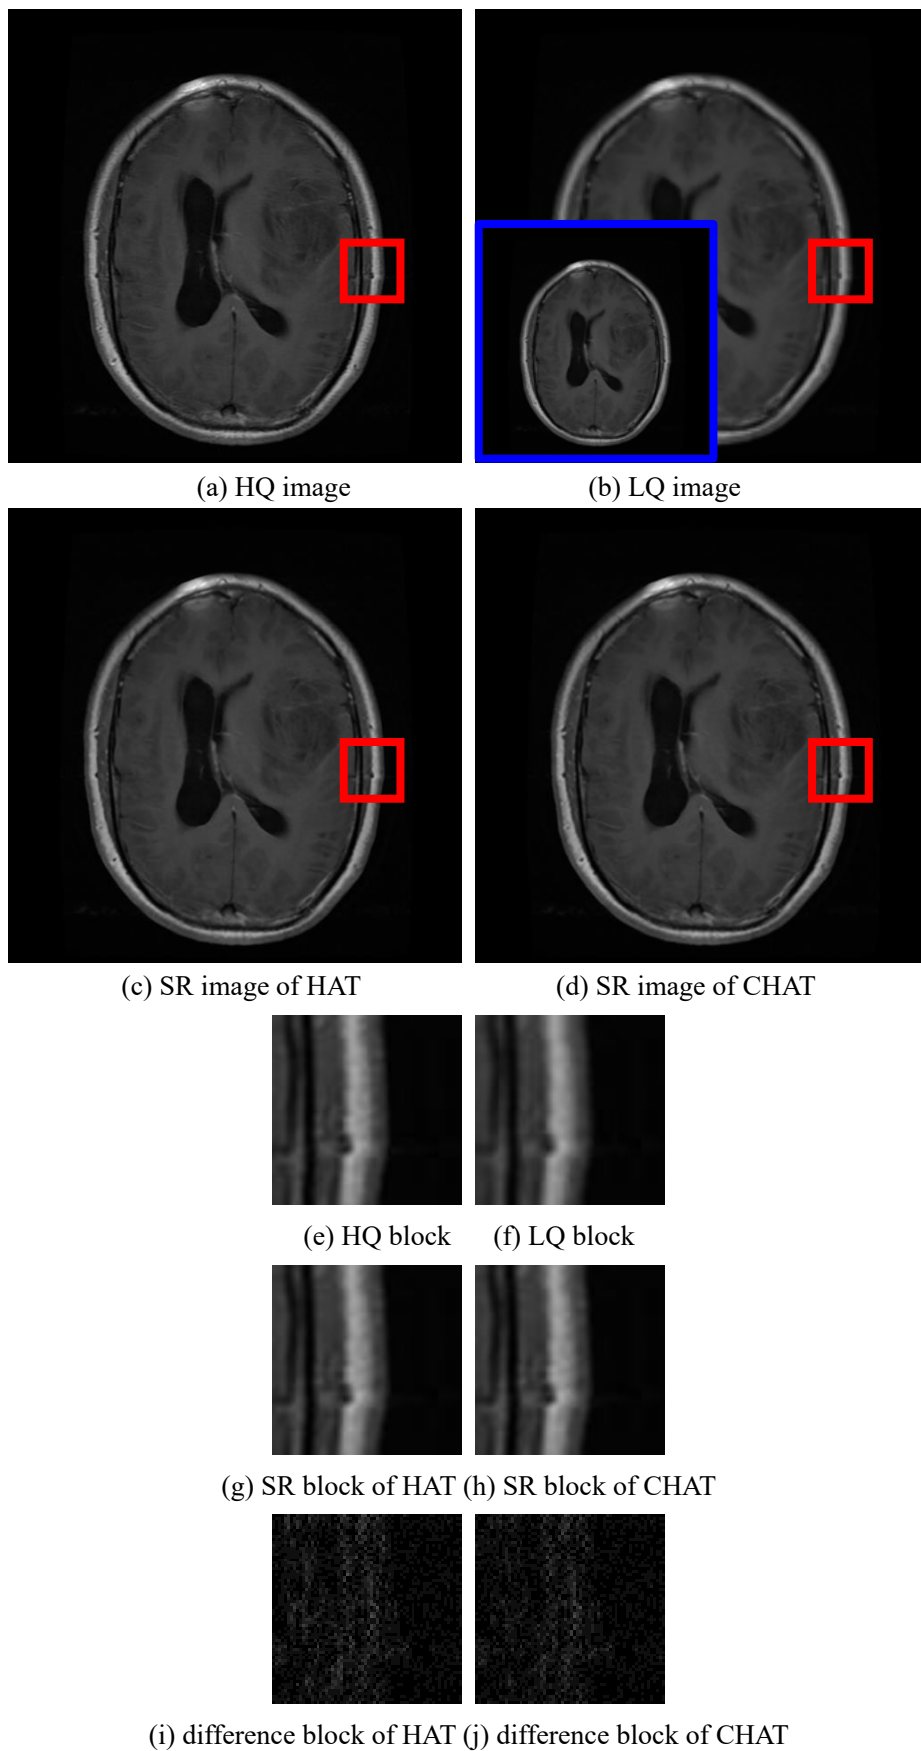 (a) HQ image
(b) LQ image
(c) SR image of HAT
(d) SR image of CHAT
(e) HQ block
(f) LQ block
(g) SR block of HAT
(h) SR block of CHAT
(i) difference block of HAT
(j) difference block of CHAT